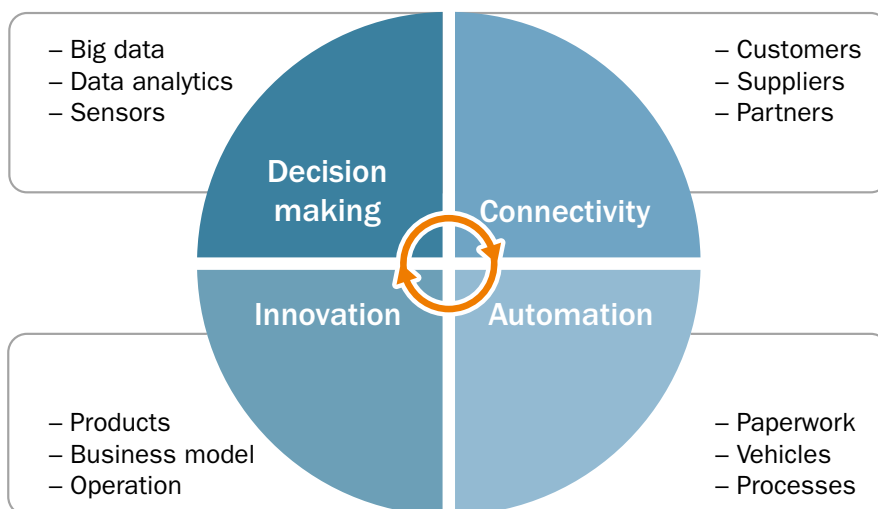 – Big data
– Data analytics
– Sensors
– Customers
– Suppliers
– Partners
Decision
making
Connectivity
Innovation
Automation
– Products
– Business model
– Operation
– Paperwork
– Vehicles
– Processes